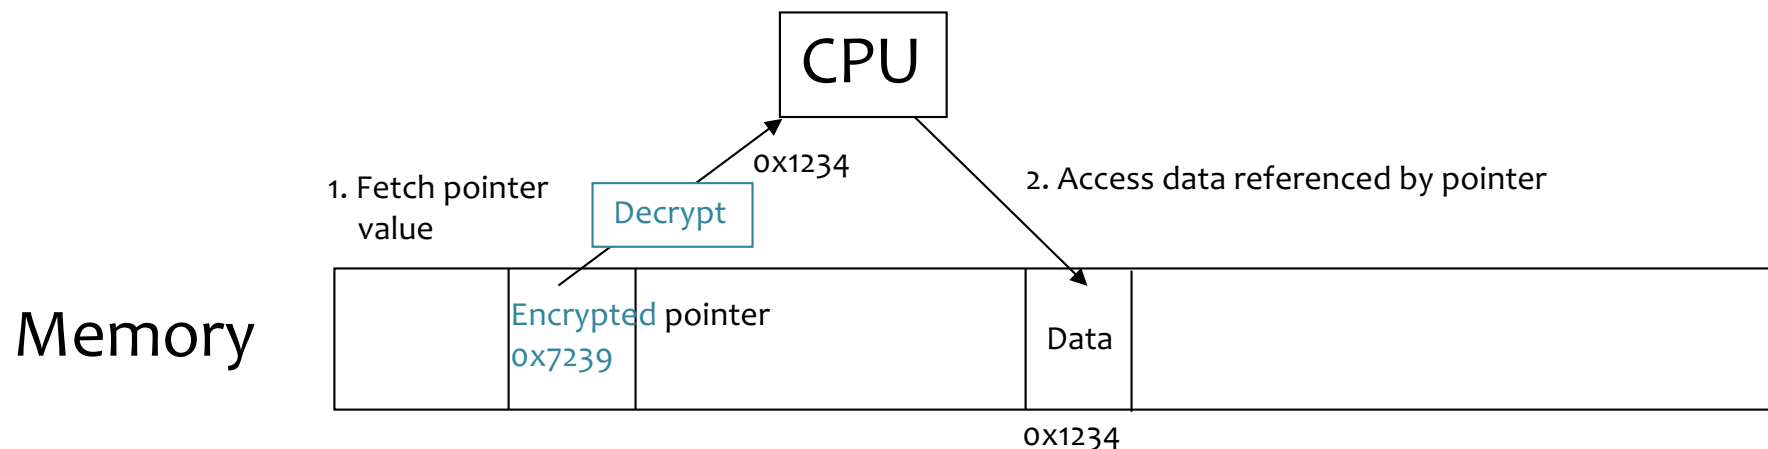 CPU
0x1234
1. Fetch pointer
value
2. Access data referenced by pointer
Decrypt
Memory
Encrypted pointer
0x7239
Data
0x1234